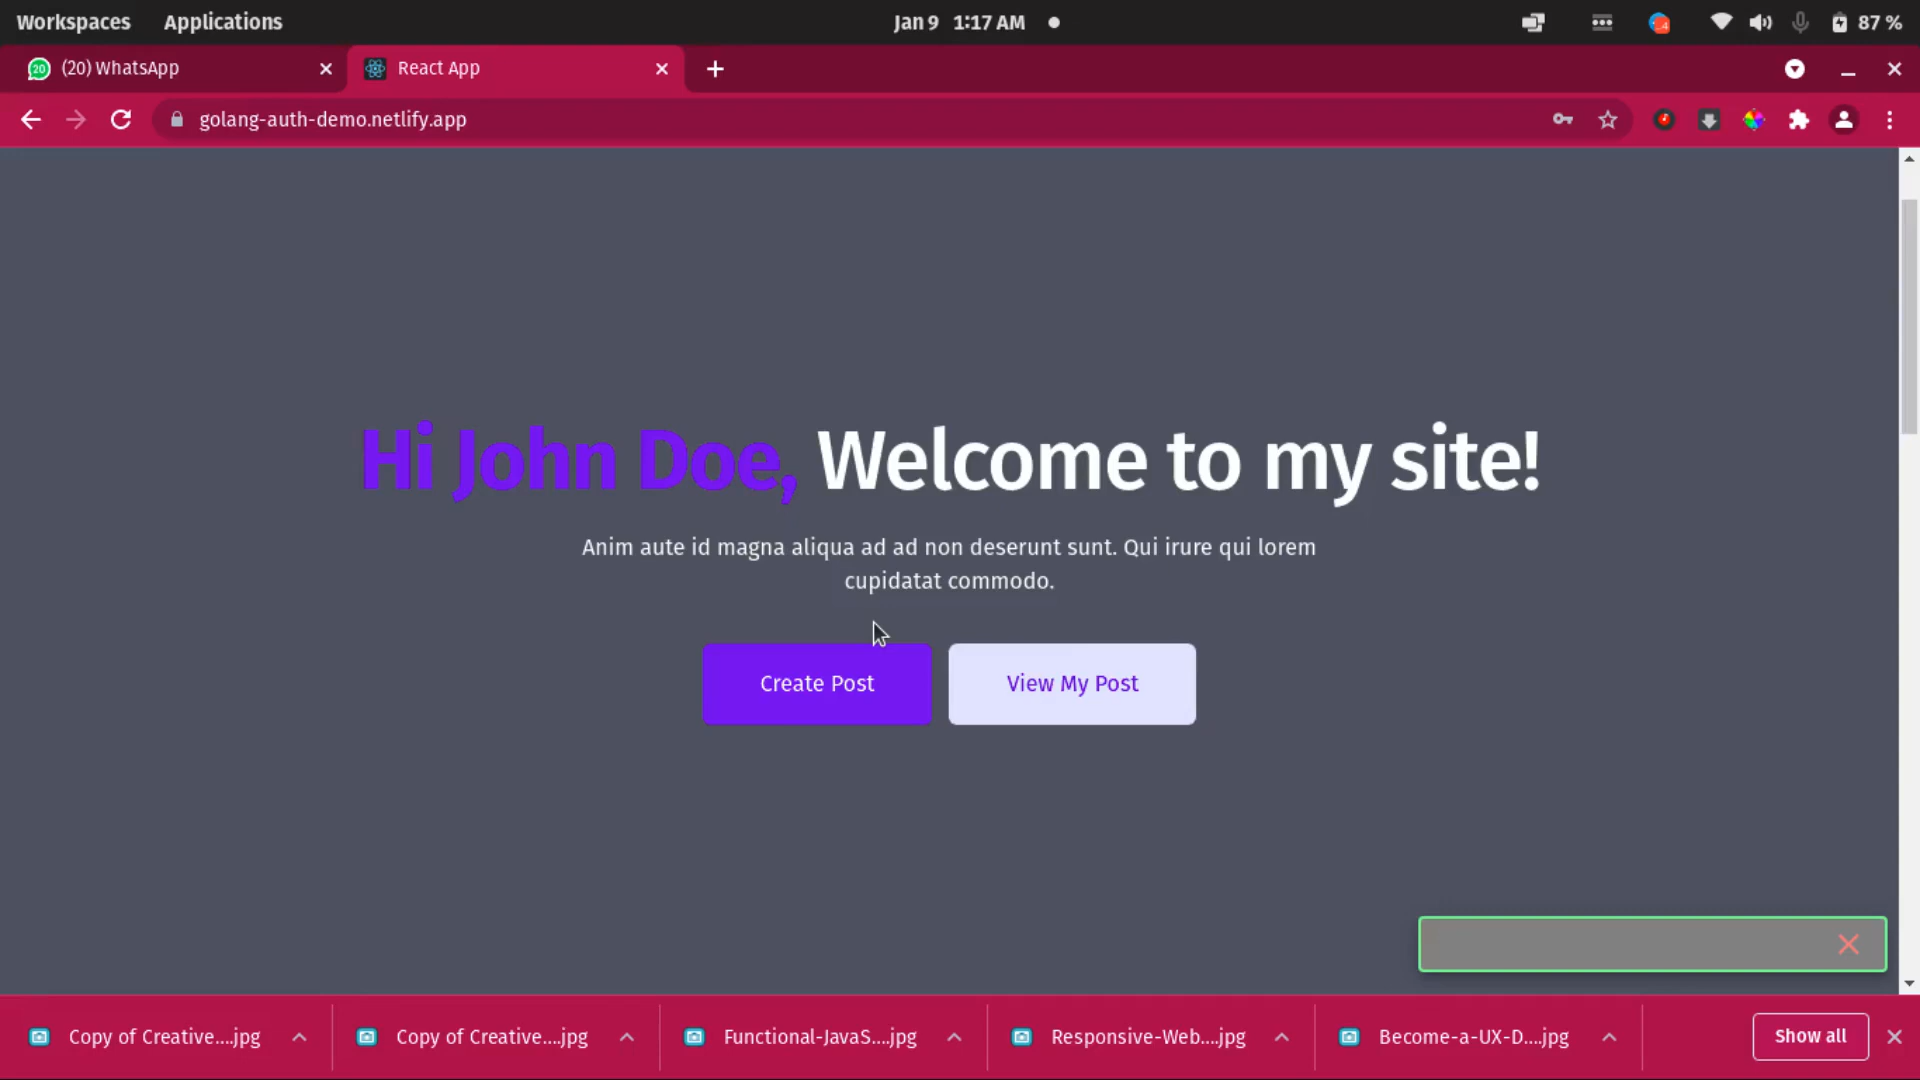 Workspaces Applications Jan 9 1:17 AM 87 %
(20) WhatsApp React App
golang-auth-demo.netlify.app
Hi John Doe, Welcome to my site!
Anim aute id magna aliqua ad ad non deserunt sunt. Qui irure qui lorem
cupidatat commodo.
Create Post View My Post
Copy of Creative....jpg Copy of Creative....jpg Functional-JavaS....jpg Responsive-Web....jpg Become-a-UX-D....jpg Show all